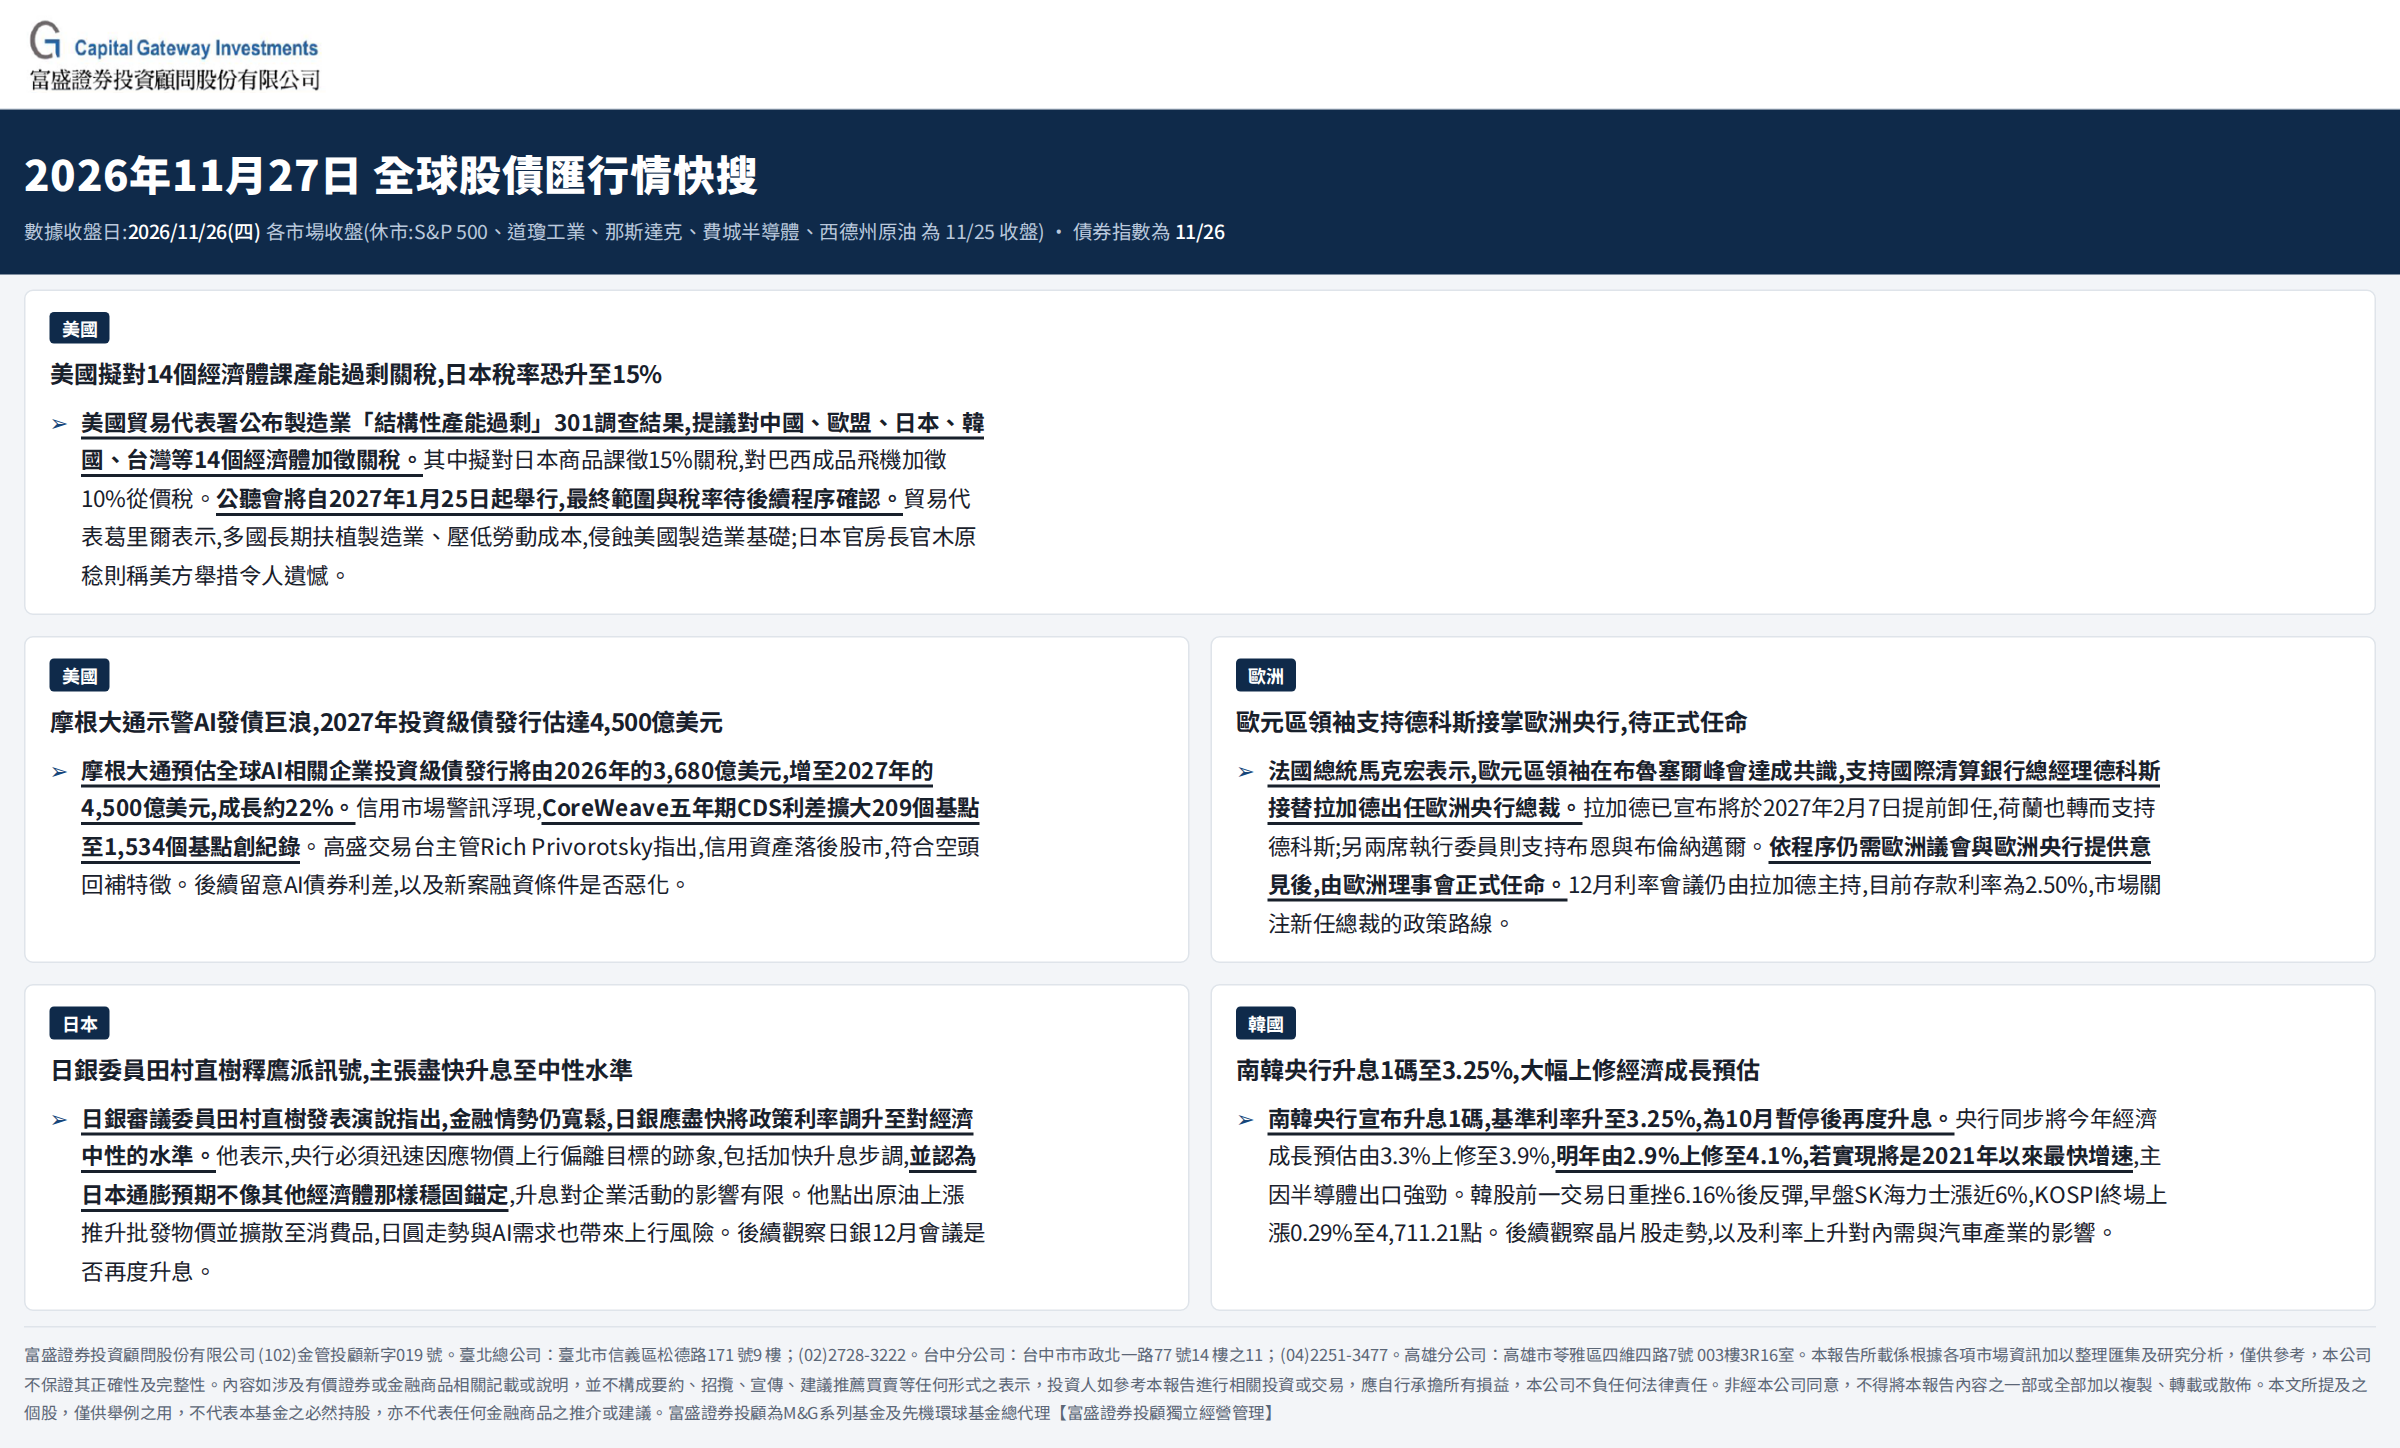 Capital Gateway Investments
富盛證券投資顧問股份有限公司
2026年11月27日 全球股債匯行情快搜
數據收盤日:2026/11/26(四) 各市場收盤(休市:S&P 500、道瓊工業、那斯達克、費城半導體、西德州原油 為 11/25 收盤) • 債券指數為 11/26
美國
美國擬對14個經濟體課產能過剩關稅,日本稅率恐升至15%
➢ 美國貿易代表署公布製造業「結構性產能過剩」301調查結果,提議對中國、歐盟、日本、韓
國、台灣等14個經濟體加徵關稅。其中擬對日本商品課徵15%關稅,對巴西成品飛機加徵
10%從價稅。公聽會將自2027年1月25日起舉行,最終範圍與稅率待後續程序確認。貿易代
表葛里爾表示,多國長期扶植製造業、壓低勞動成本,侵蝕美國製造業基礎;日本官房長官木原
稔則稱美方舉措令人遺憾。
美國
摩根大通示警AI發債巨浪,2027年投資級債發行估達4,500億美元
➢ 摩根大通預估全球AI相關企業投資級債發行將由2026年的3,680億美元,增至2027年的
4,500億美元,成長約22%。信用市場警訊浮現,CoreWeave五年期CDS利差擴大209個基點
至1,534個基點創紀錄。高盛交易台主管Rich Privorotsky指出,信用資產落後股市,符合空頭
回補特徵。後續留意AI債券利差,以及新案融資條件是否惡化。
歐洲
歐元區領袖支持德科斯接掌歐洲央行,待正式任命
➢ 法國總統馬克宏表示,歐元區領袖在布魯塞爾峰會達成共識,支持國際清算銀行總經理德科斯
接替拉加德出任歐洲央行總裁。拉加德已宣布將於2027年2月7日提前卸任,荷蘭也轉而支持
德科斯;另兩席執行委員則支持布恩與布倫納邁爾。依程序仍需歐洲議會與歐洲央行提供意
見後,由歐洲理事會正式任命。12月利率會議仍由拉加德主持,目前存款利率為2.50%,市場關
注新任總裁的政策路線。
日本
日銀委員田村直樹釋鷹派訊號,主張盡快升息至中性水準
➢ 日銀審議委員田村直樹發表演說指出,金融情勢仍寬鬆,日銀應盡快將政策利率調升至對經濟
中性的水準。他表示,央行必須迅速因應物價上行偏離目標的跡象,包括加快升息步調,並認為
日本通膨預期不像其他經濟體那樣穩固錨定,升息對企業活動的影響有限。他點出原油上漲
推升批發物價並擴散至消費品,日圓走勢與AI需求也帶來上行風險。後續觀察日銀12月會議是
否再度升息。
韓國
南韓央行升息1碼至3.25%,大幅上修經濟成長預估
➢ 南韓央行宣布升息1碼,基準利率升至3.25%,為10月暫停後再度升息。央行同步將今年經濟
成長預估由3.3%上修至3.9%,明年由2.9%上修至4.1%,若實現將是2021年以來最快增速,主
因半導體出口強勁。韓股前一交易日重挫6.16%後反彈,早盤SK海力士漲近6%,KOSPI終場上
漲0.29%至4,711.21點。後續觀察晶片股走勢,以及利率上升對內需與汽車產業的影響。
富盛證券投資顧問股份有限公司 (102)金管投顧新字019 號。臺北總公司：臺北市信義區松德路171 號9 樓；(02)2728-3222。台中分公司：台中市市政北一路77 號14 樓之11；(04)2251-3477。高雄分公司：高雄市苓雅區四維四路7號 003樓3R16室。本報告所載係根據各項市場資訊加以整理匯集及研究分析，僅供參考，本公司
不保證其正確性及完整性。內容如涉及有價證券或金融商品相關記載或說明，並不構成要約、招攬、宣傳、建議推薦買賣等任何形式之表示，投資人如參考本報告進行相關投資或交易，應自行承擔所有損益，本公司不負任何法律責任。非經本公司同意，不得將本報告內容之一部或全部加以複製、轉載或散佈。本文所提及之
個股，僅供舉例之用，不代表本基金之必然持股，亦不代表任何金融商品之推介或建議。富盛證券投顧為M&G系列基金及先機環球基金總代理【富盛證券投顧獨立經營管理】